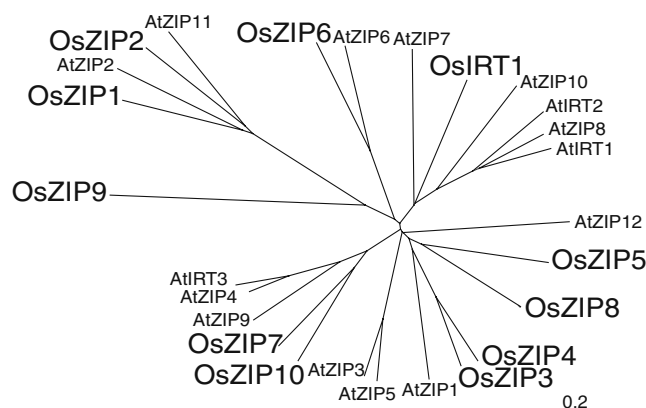 AtZIP11
OsZIP2
AtZIP2
OsZIP1
OsZIP6
AtZIP6
AtZIP7
OsIRT1
AtZIP10
AtIRT2
AtZIP8
AtIRT1
OsZIP9
AtZIP12
OsZIP5
AtIRT3
AtZIP4
OsZIP8
AtZIP9
OsZIP7
OsZIP10
AtZIP3
AtZIP5
AtZIP1
OsZIP4
OsZIP3
0.2